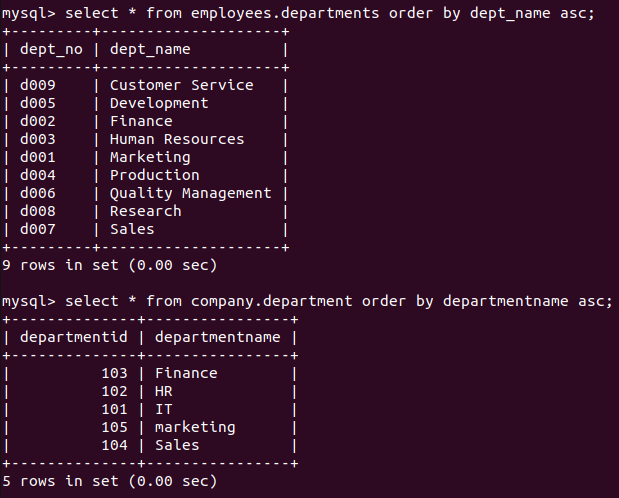 mysql> select * from employees.departments order by dept_name asc;
+---------+--------------------+
| dept_no | dept_name          |
+---------+--------------------+
| d009    | Customer Service   |
| d005    | Development        |
| d002    | Finance            |
| d003    | Human Resources    |
| d001    | Marketing          |
| d004    | Production         |
| d006    | Quality Management |
| d008    | Research           |
| d007    | Sales              |
+---------+--------------------+
9 rows in set (0.00 sec)

mysql> select * from company.department order by departmentname asc;
+--------------+----------------+
| departmentid | departmentname |
+--------------+----------------+
|          103 | Finance        |
|          102 | HR             |
|          101 | IT             |
|          105 | marketing      |
|          104 | Sales          |
+--------------+----------------+
5 rows in set (0.00 sec)